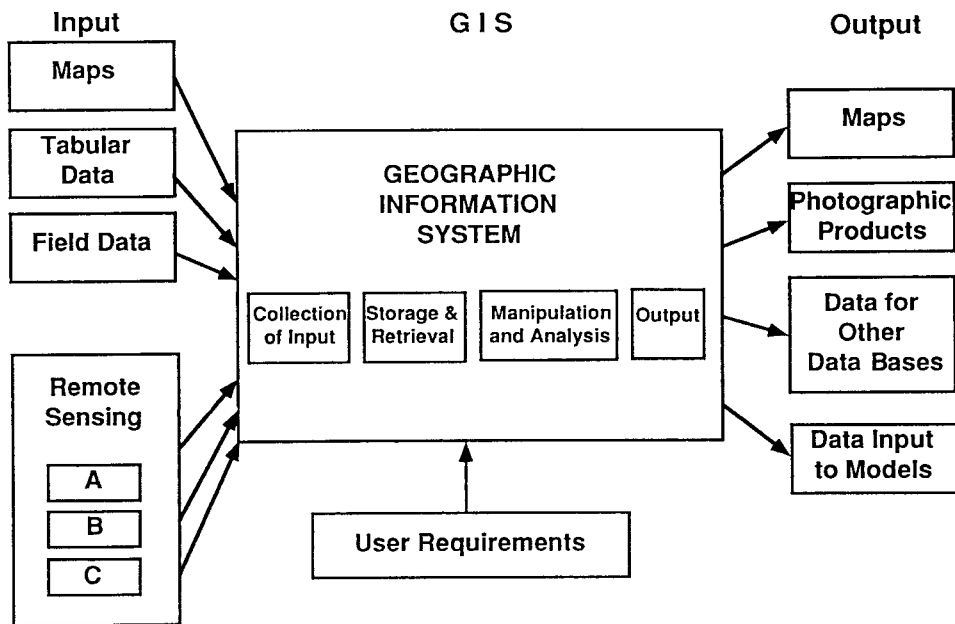 Input
G I S
Output
Maps
Tabular
Data
Field Data
Remote
Sensing
A
B
C
GEOGRAPHIC
INFORMATION
SYSTEM
Collection
of Input
Storage &
Retrieval
Manipulation
and Analysis
Output
User Requirements
Maps
Photographic
Products
Data for
Other
Data Bases
Data Input
to Models